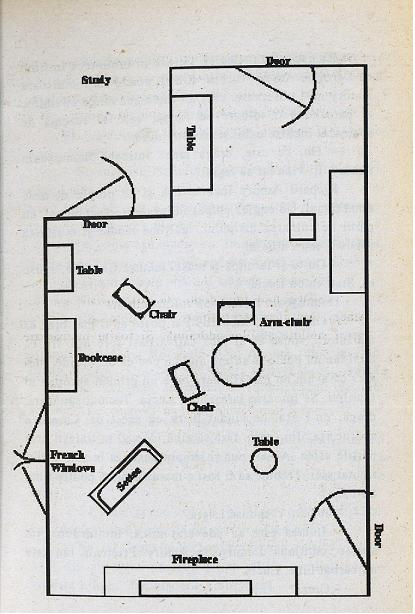 Door
Study
Table
Door
Table
Chair
Arm-chair
Bookcase
Chair
Table
French
Windows
Settee
Door
Fireplace